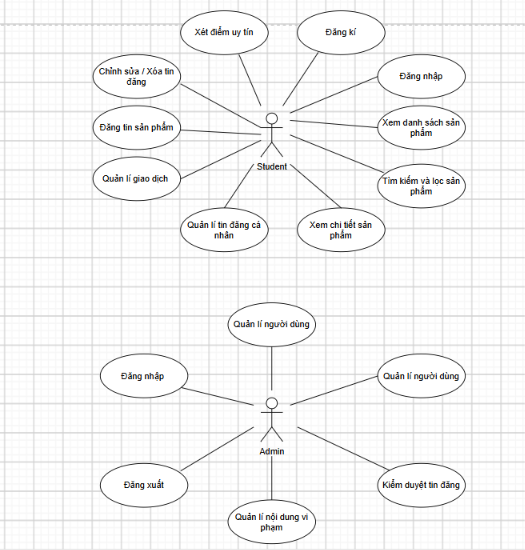 Xét điểm uy tín
Đăng kí
Chỉnh sửa / Xóa tin
đăng
Đăng nhập
Đăng tin sản phẩm
Xem danh sách sản
phẩm
Quản lí giao dịch
Student
Tìm kiếm và lọc sản
phẩm
Quản lí tin đăng cá
nhân
Xem chi tiết sản
phẩm
Quản lí người dùng
Đăng nhập
Quản lí người dùng
Admin
Đăng xuất
Kiểm duyệt tin đăng
Quản lí nội dung vi
phạm